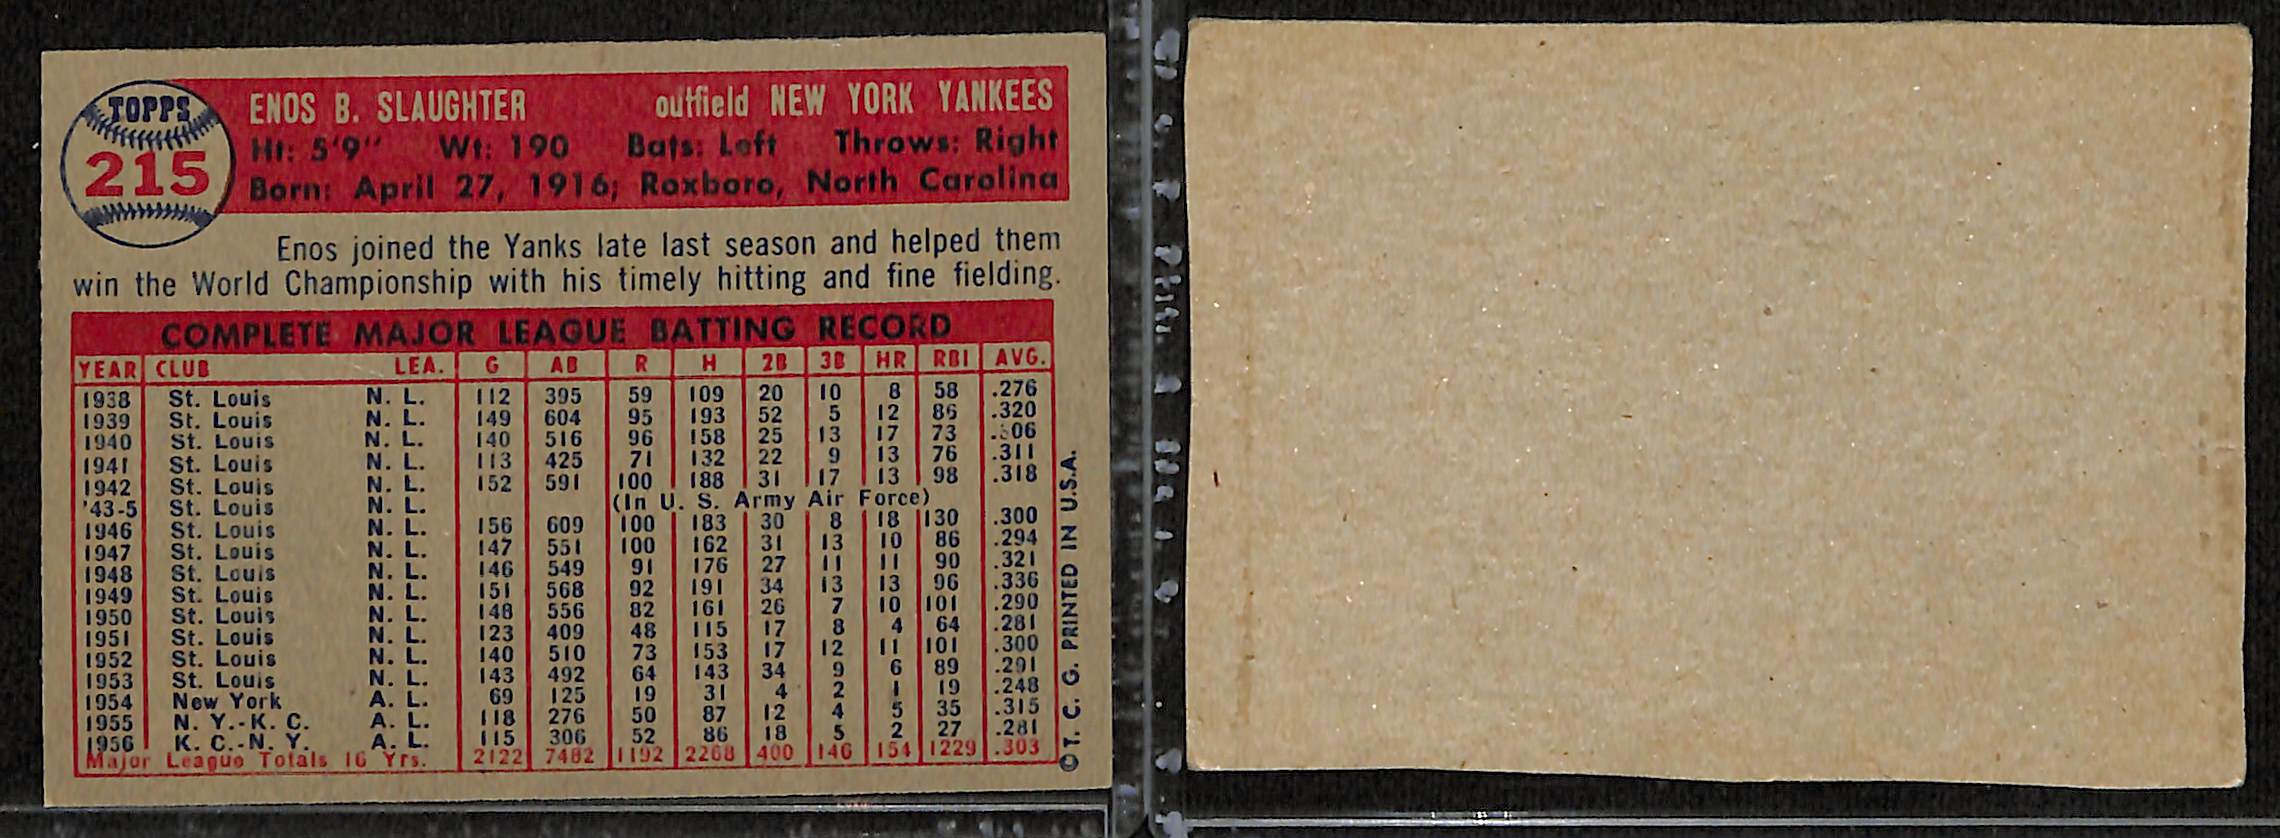 TOPPS
215
ENOS B. SLAUGHTER outfield NEW YORK YANKEES
Ht: 5'9" Wt: 190 Bats: Left Throws: Right
Born: April 27, 1916; Roxboro, North Carolina
Enos joined the Yanks late last season and helped them
win the World Championship with his timely hitting and fine fielding.
COMPLETE MAJOR LEAGUE BATTING RECORD
YEAR CLUB LEA. G AB R H 2B 3B HR RBI AVG.
1938 St. Louis N. L. 112 395 59 109 20 10 8 58 .276
1939 St. Louis N. L. 149 604 95 193 52 5 12 86 .320
1940 St. Louis N. L. 140 516 96 158 25 13 17 73 .306
1941 St. Louis N. L. 113 425 71 132 22 9 13 76 .311
1942 St. Louis N. L. 152 591 100 188 31 17 13 98 .318
'43-5 St. Louis N. L. (In U. S. Army Air Force)
1946 St. Louis N. L. 156 609 100 183 30 8 18 130 .300
1947 St. Louis N. L. 147 551 100 162 31 13 10 86 .294
1948 St. Louis N. L. 146 549 91 176 27 11 11 90 .321
1949 St. Louis N. L. 151 568 92 191 34 13 13 96 .336
1950 St. Louis N. L. 148 556 82 161 26 7 10 101 .290
1951 St. Louis N. L. 123 409 48 115 17 8 4 64 .281
1952 St. Louis N. L. 140 510 73 153 17 12 11 101 .300
1953 St. Louis N. L. 143 492 64 143 34 9 6 89 .291
1954 New York A. L. 69 125 19 31 4 2 1 19 .248
1955 N. Y.-K. C. A. L. 118 276 50 87 12 4 5 35 .315
1956 K. C.-N. Y. A. L. 115 306 52 86 18 5 2 27 .281
Major League Totals 16 Yrs. 2122 7482 1192 2268 400 146 154 1229 .303
©T. C. G. PRINTED IN U.S.A.